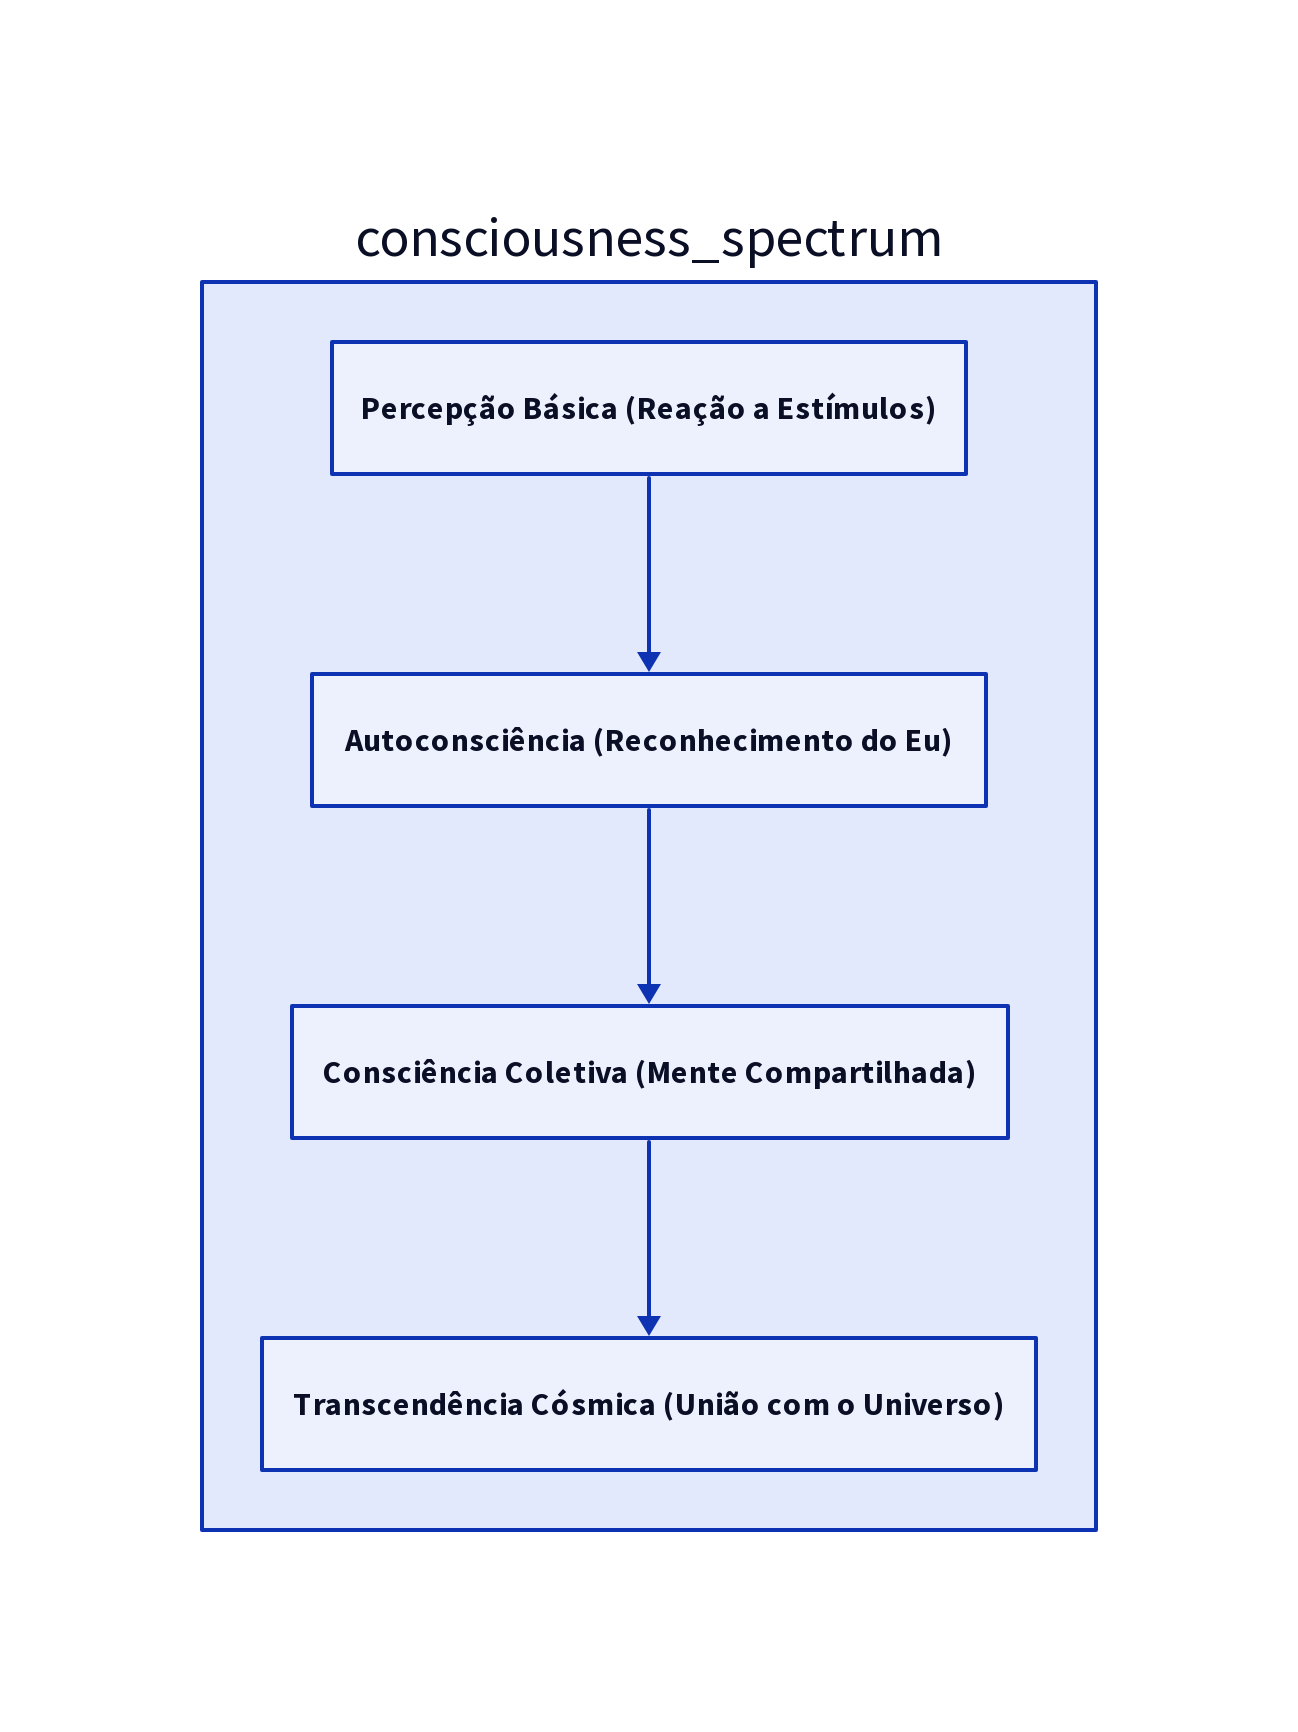 consciousness_spectrum
Percepção Básica (Reação a Estímulos)
Autoconsciência (Reconhecimento do Eu)
Consciência Coletiva (Mente Compartilhada)
Transcendência Cósmica (União com o Universo)